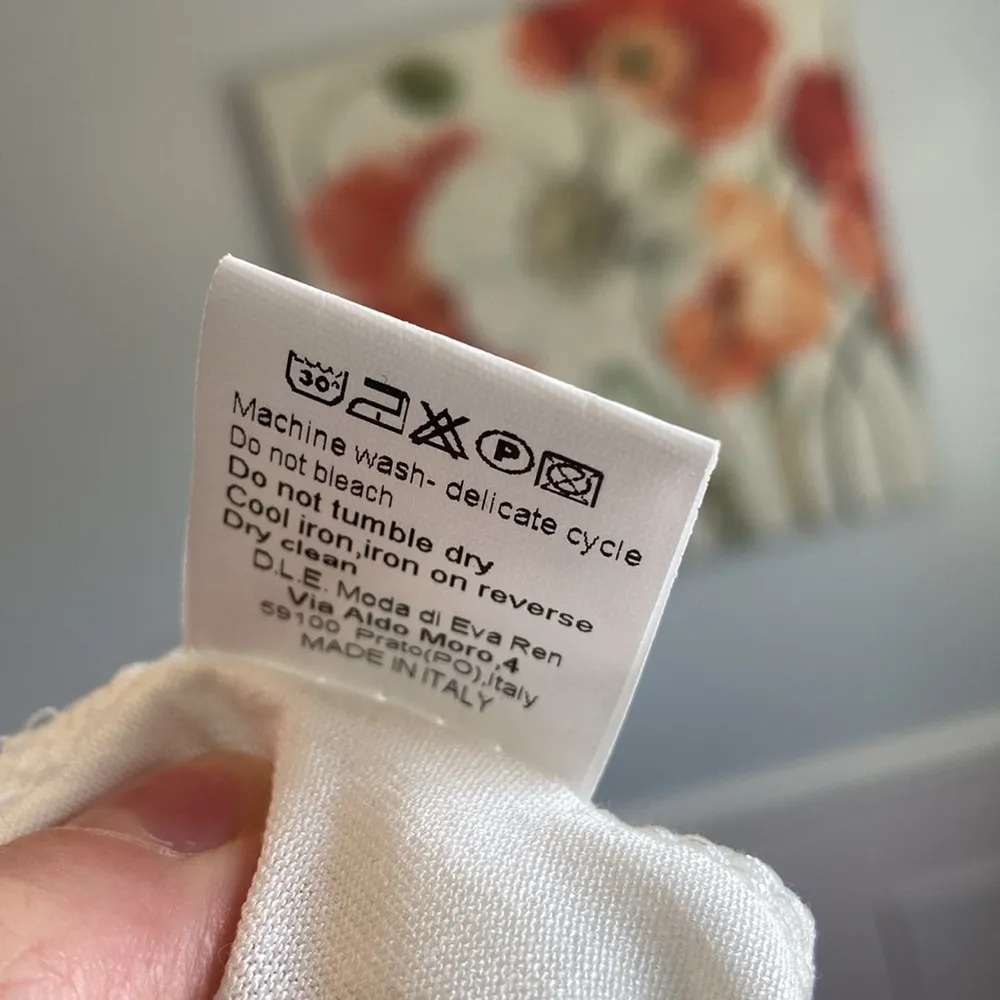 30°
P
Machine wash- delicate cycle
Do not bleach
Do not tumble dry
Cool iron,iron on reverse
Dry clean
D.L.E. Moda di Eva Ren
Via Aldo Moro,4
59100 Prato(PO),italy
MADE IN ITALY